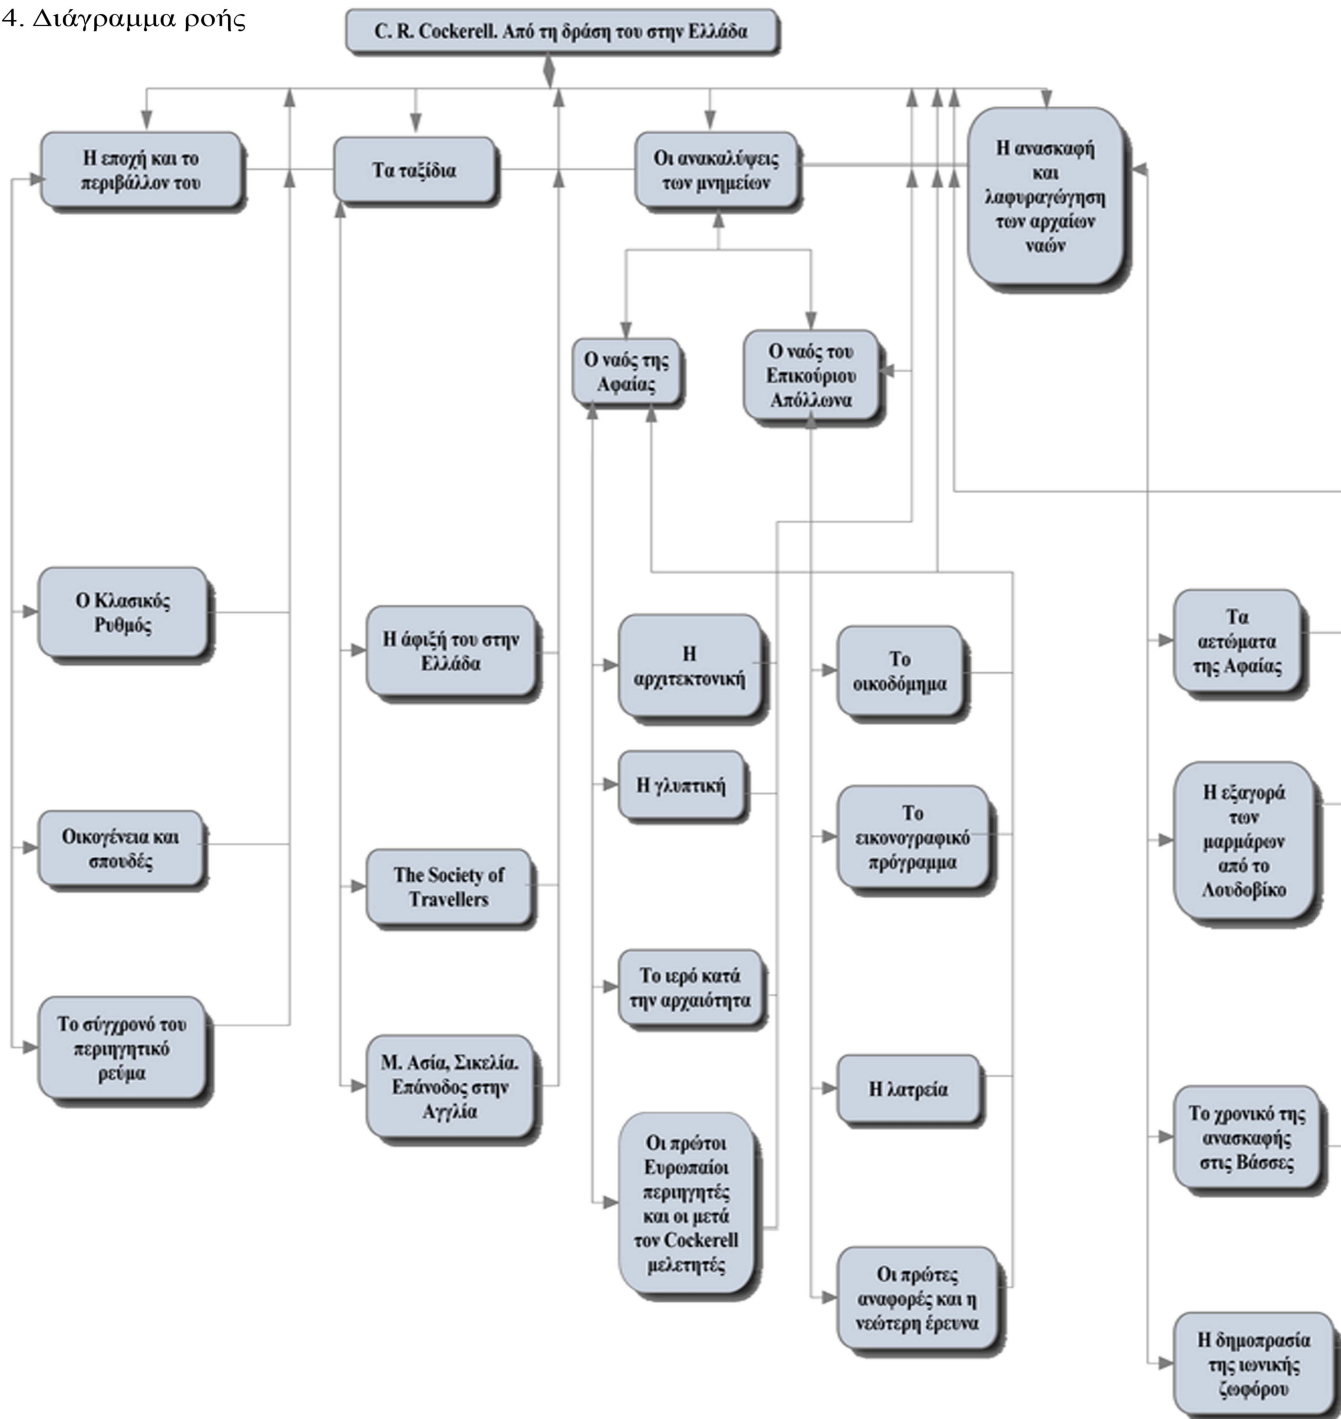 4. Διάγραμμα ροής
C. R. Cockerell. Από τη δράση του στην Ελλάδα
Η εποχή και το
περιβάλλον του
Τα ταξίδια
Οι ανακαλύψεις
των μνημείων
Η ανασκαφή
και
λαφυραγώγηση
των αρχαίων
ναών
Ο ναός της
Αφαίας
Ο ναός του
Επικούριου
Απόλλωνα
Ο Κλασικός
Ρυθμός
Οικογένεια και
σπουδές
Το σύγχρονό του
περιηγητικό
ρεύμα
Η άφιξή του στην
Ελλάδα
The Society of
Travellers
Μ. Ασία, Σικελία.
Επάνοδος στην
Αγγλία
Η
αρχιτεκτονική
Η γλυπτική
Το ιερό κατά
την αρχαιότητα
Οι πρώτοι
Ευρωπαίοι
περιηγητές
και οι μετά
τον Cockerell
μελετητές
Το
οικοδόμημα
Το
εικονογραφικό
πρόγραμμα
Η λατρεία
Οι πρώτες
αναφορές και η
νεώτερη έρευνα
Τα
αετώματα
της Αφαίας
Η εξαγορά
των
μαρμάρων
από το
Λουδοβίκο
Το χρονικό της
ανασκαφής
στις Βάσσες
Η δημοπρασία
της ιωνικής
ζωφόρου